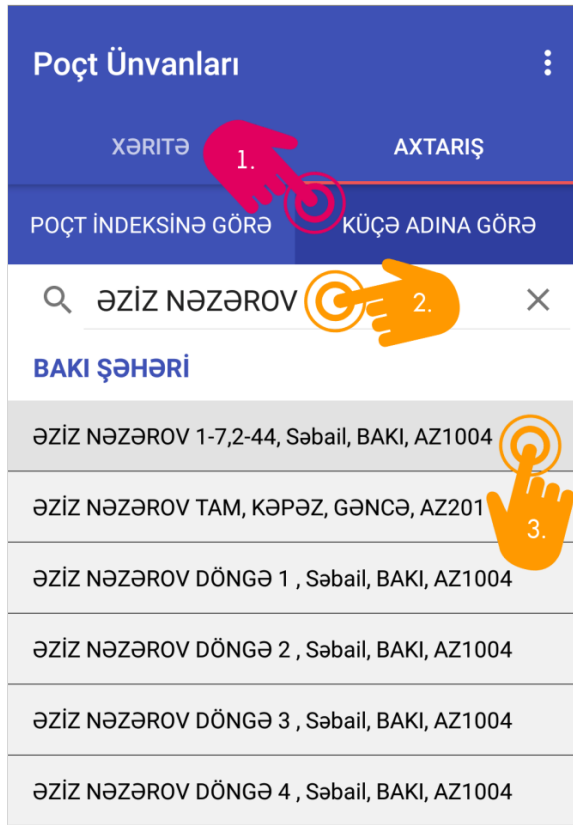 Poçt Ünvanları
XƏRITƏ
1.
AXTARIŞ
POÇT İNDEKSİNƏ GÖRƏ
KÜÇƏ ADINA GÖRƏ
ƏZİZ NƏZƏROV
2.
BAKI ŞƏHƏRİ
ƏZİZ NƏZƏROV 1-7,2-44, Səbail, BAKI, AZ1004
ƏZİZ NƏZƏROV TAM, KƏPƏZ, GƏNCƏ, AZ201
3.
ƏZİZ NƏZƏROV DÖNGƏ 1 , Səbail, BAKI, AZ1004
ƏZİZ NƏZƏROV DÖNGƏ 2 , Səbail, BAKI, AZ1004
ƏZİZ NƏZƏROV DÖNGƏ 3 , Səbail, BAKI, AZ1004
ƏZİZ NƏZƏROV DÖNGƏ 4 , Səbail, BAKI, AZ1004